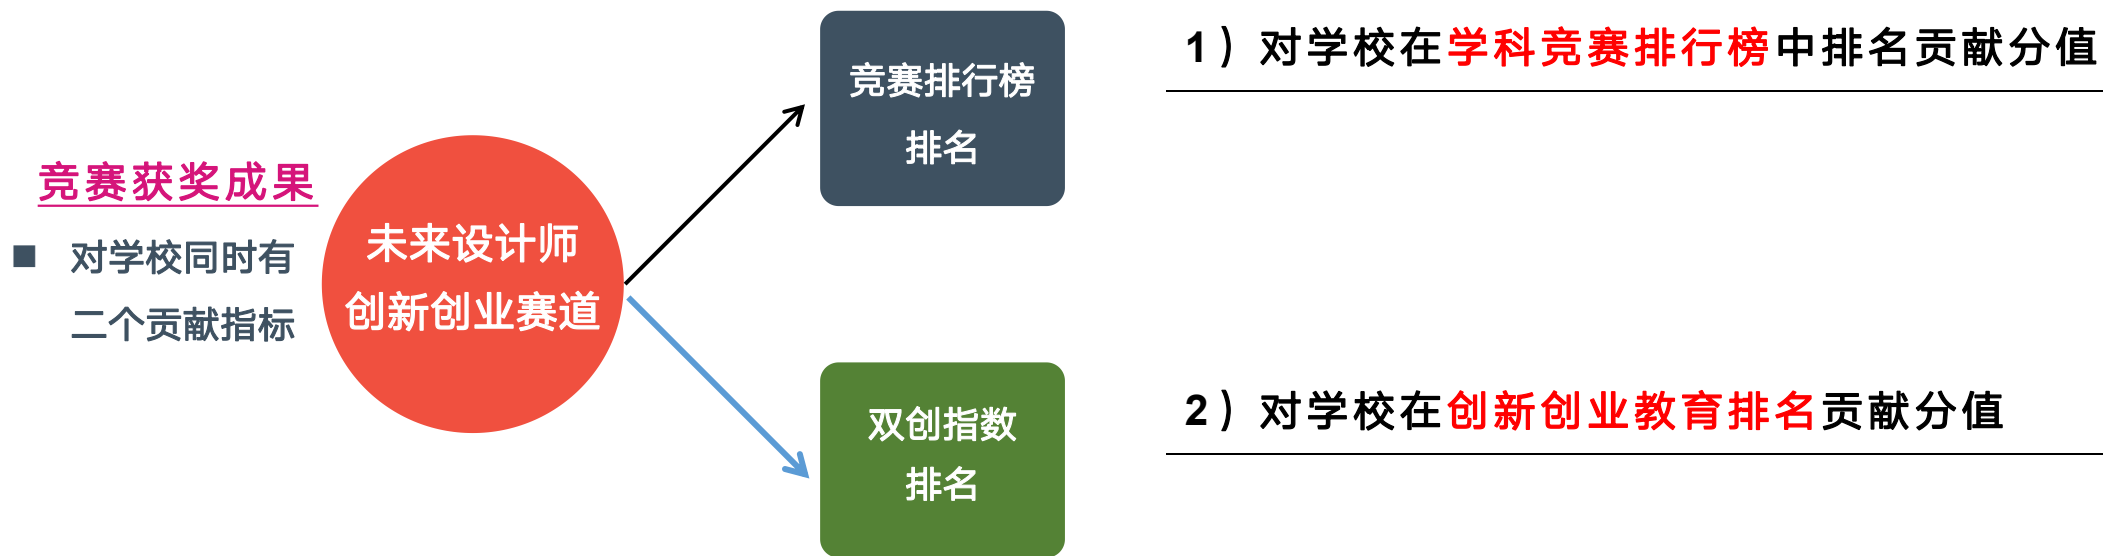 竞赛获奖成果
对学校同时有
二个贡献指标
未来设计师
创新创业赛道
竞赛排行榜
排名
1）对学校在学科竞赛排行榜中排名贡献分值
双创指数
排名
2）对学校在创新创业教育排名贡献分值